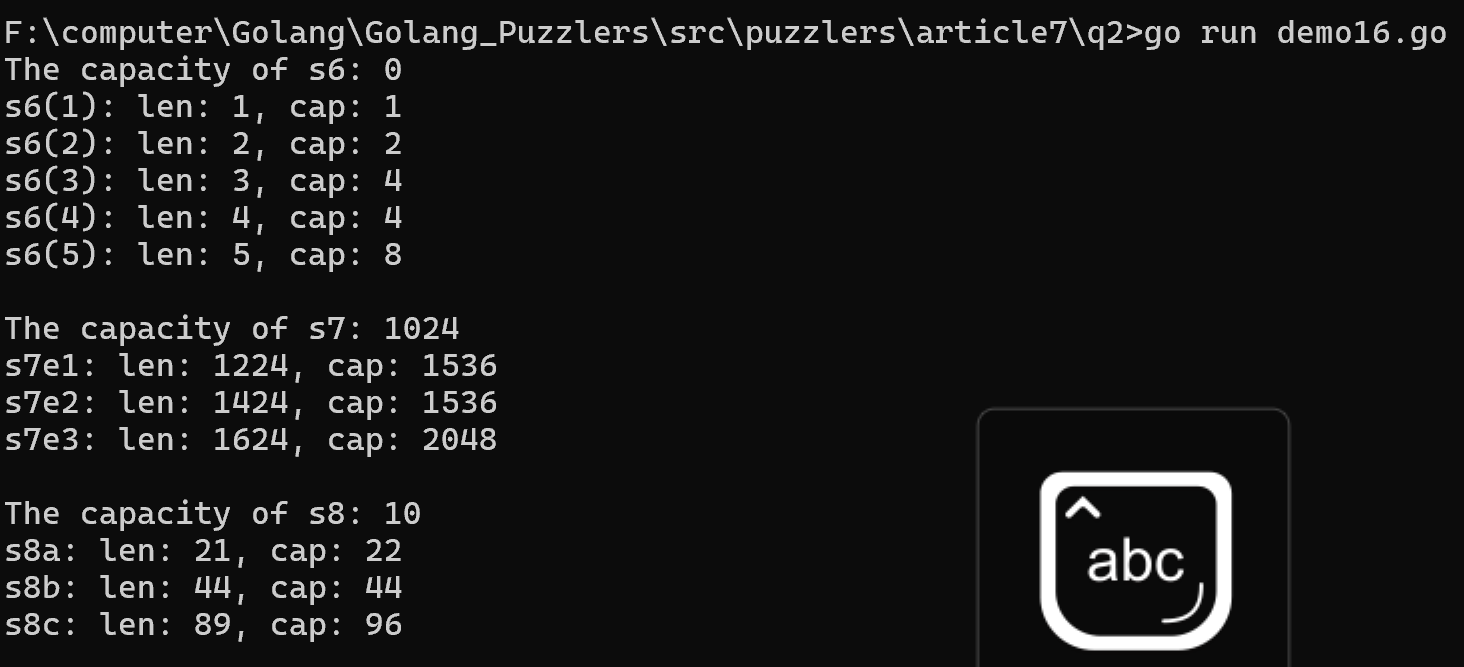 F:\computer\Golang\Golang_Puzzlers\src\puzzlers\article7\q2>go run demo16.go
The capacity of s6: 0
s6(1): len: 1, cap: 1
s6(2): len: 2, cap: 2
s6(3): len: 3, cap: 4
s6(4): len: 4, cap: 4
s6(5): len: 5, cap: 8

The capacity of s7: 1024
s7e1: len: 1224, cap: 1536
s7e2: len: 1424, cap: 1536
s7e3: len: 1624, cap: 2048

The capacity of s8: 10
s8a: len: 21, cap: 22
s8b: len: 44, cap: 44
s8c: len: 89, cap: 96
abc